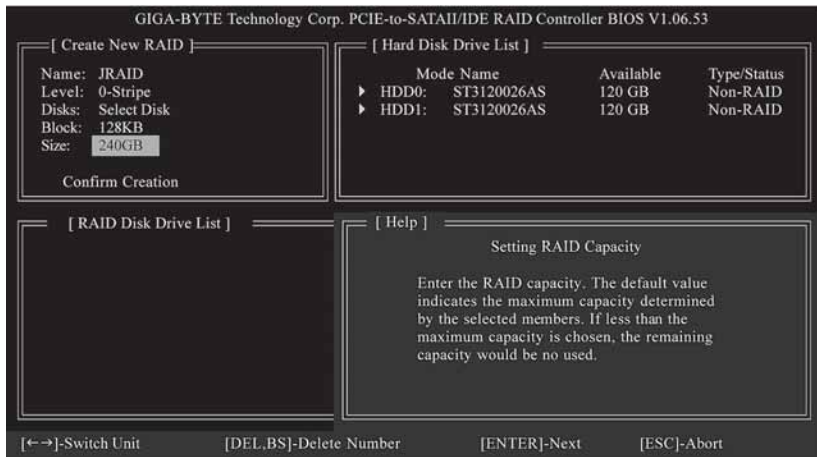 GIGA-BYTE Technology Corp. PCIE-to-SATAII/IDE RAID Controller BIOS V1.06.53
[ Create New RAID ]
Name: JRAID
Level: 0-Stripe
Disks: Select Disk
Block: 128KB
Size: 240GB
Confirm Creation
[ Hard Disk Drive List ]
Mode Name Available Type/Status
HDD0: ST3120026AS 120 GB Non-RAID
HDD1: ST3120026AS 120 GB Non-RAID
[ RAID Disk Drive List ]
[ Help ]
Setting RAID Capacity
Enter the RAID capacity. The default value
indicates the maximum capacity determined
by the selected members. If less than the
maximum capacity is chosen, the remaining
capacity would be no used.
[←→]-Switch Unit [DEL,BS]-Delete Number [ENTER]-Next [ESC]-Abort